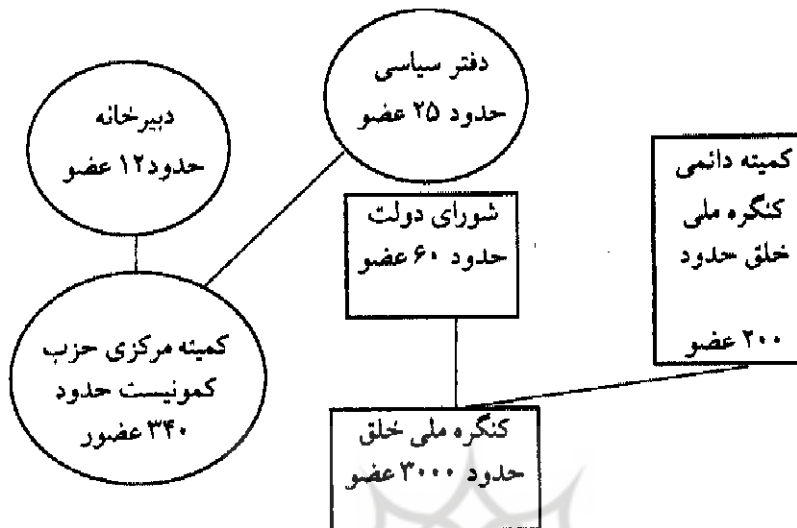 دفتر سیاسی
حدود ۲۵ عضو
دبیرخانه
حدود۱۲ عضو
کمیته دائمی
کنگره ملی
خلق حدود
۲۰۰ عضو
شورای دولت
حدود ۶۰ عضو
کمیته مرکزی حزب
کمونیست حدود
۳۴۰ عضور
کنگره ملی خلق
حدود ۳۰۰۰ عضو